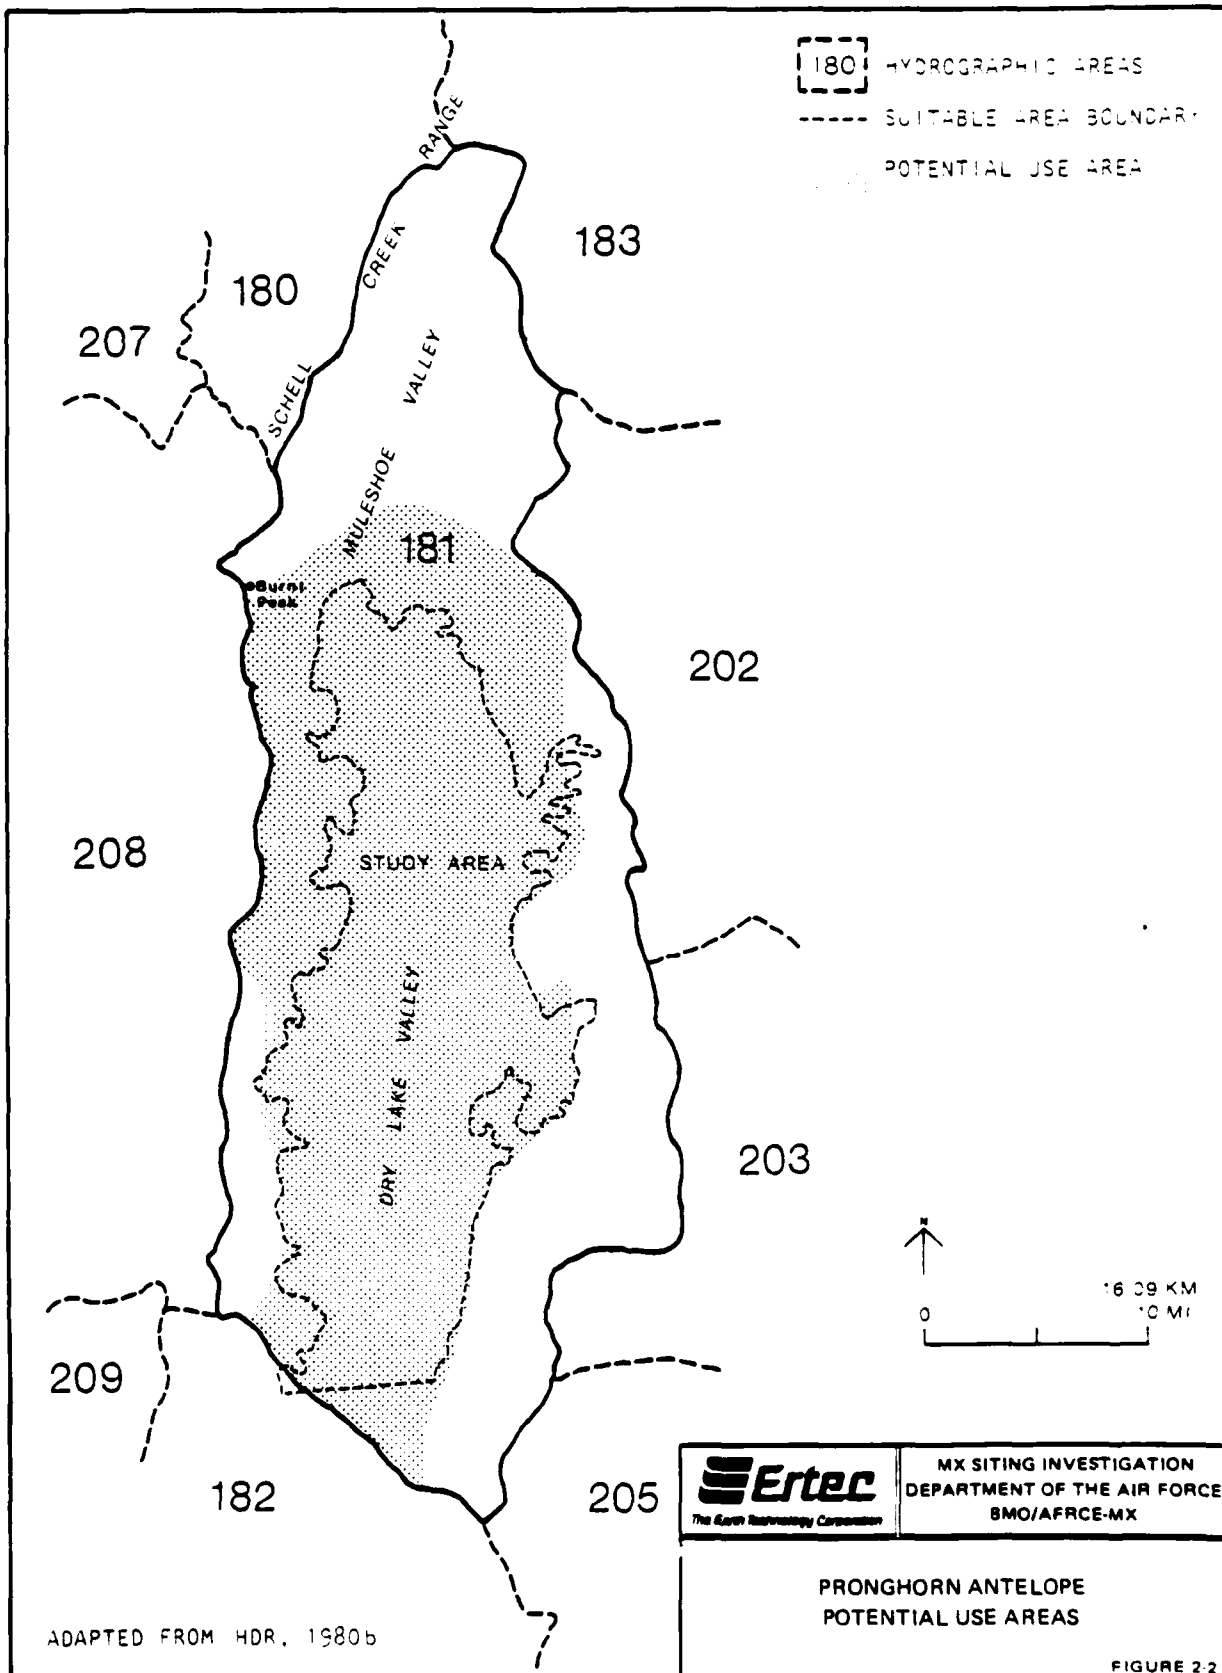 180 HYDROGRAPHIC AREAS
SUITABLE AREA BOUNDARY
POTENTIAL USE AREA
SCHELL CREEK RANGE
183
180
207
MULESHOE VALLEY
181
Burnt
Peak
202
208
STUDY AREA
DRY LAKE VALLEY
203
N
16.09 KM
0 10 MI
209
182
205
Ertec
The Earth Technology Corporation
MX SITING INVESTIGATION
DEPARTMENT OF THE AIR FORCE
BMO/AFRCE-MX
PRONGHORN ANTELOPE
POTENTIAL USE AREAS
ADAPTED FROM HDR, 1980b
FIGURE 2-2